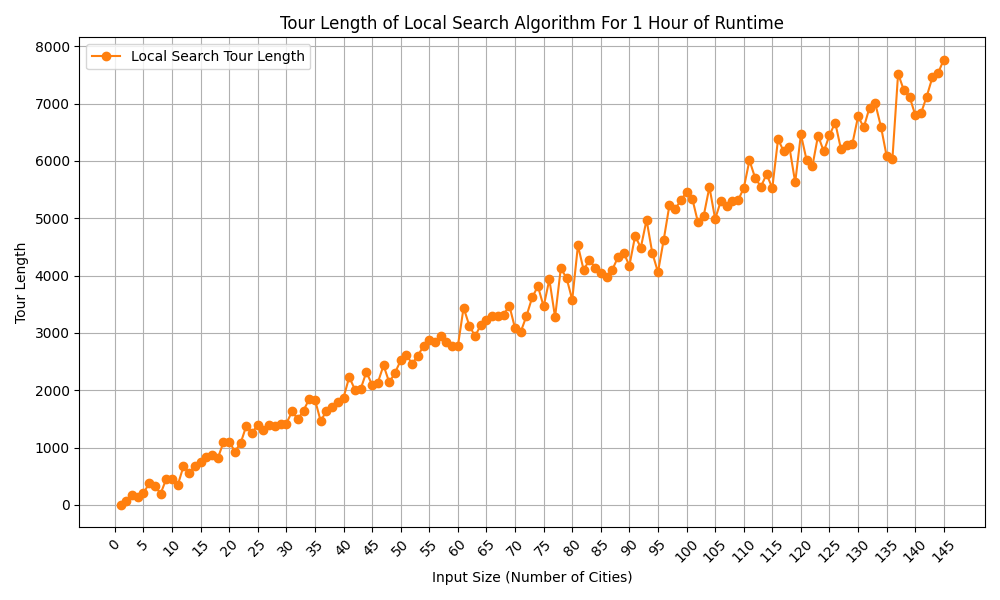 Tour Length of Local Search Algorithm For 1 Hour of Runtime
Local Search Tour Length
8000
7000
6000
5000
4000
3000
2000
1000
0
Tour Length
0 5 10 15 20 25 30 35 40 45 50 55 60 65 70 75 80 85 90 95 100 105 110 115 120 125 130 135 140 145
Input Size (Number of Cities)